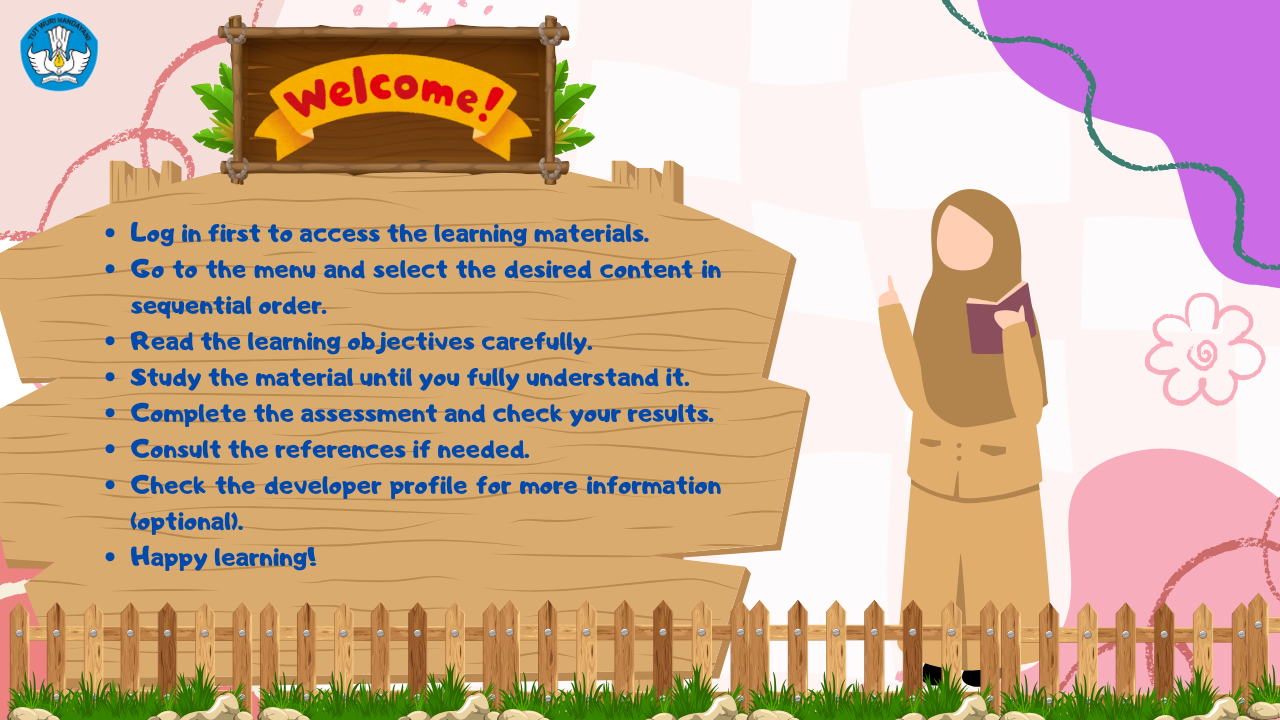 TUT WURI HANDAYANI
Welcome!
• Log in first to access the learning materials.
• Go to the menu and select the desired content in
sequential order.
• Read the learning objectives carefully.
• Study the material until you fully understand it.
• Complete the assessment and check your results.
• Consult the references if needed.
• Check the developer profile for more information
(optional).
• Happy learning!